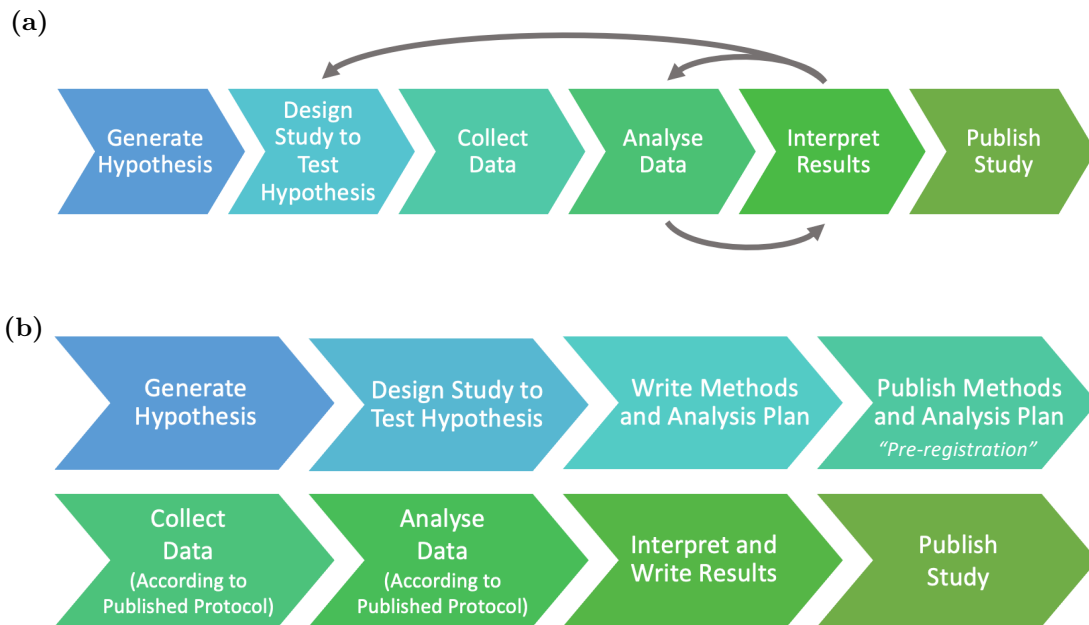 (a)
Generate
Hypothesis
Design
Study to
Test
Hypothesis
Collect
Data
Analyse
Data
Interpret
Results
Publish
Study
(b)
Generate
Hypothesis
Design Study to
Test Hypothesis
Write Methods
and Analysis Plan
Publish Methods
and Analysis Plan
“Pre-registration”
Collect
Data
(According to
Published Protocol)
Analyse
Data
(According to
Published Protocol)
Interpret and
Write Results
Publish
Study